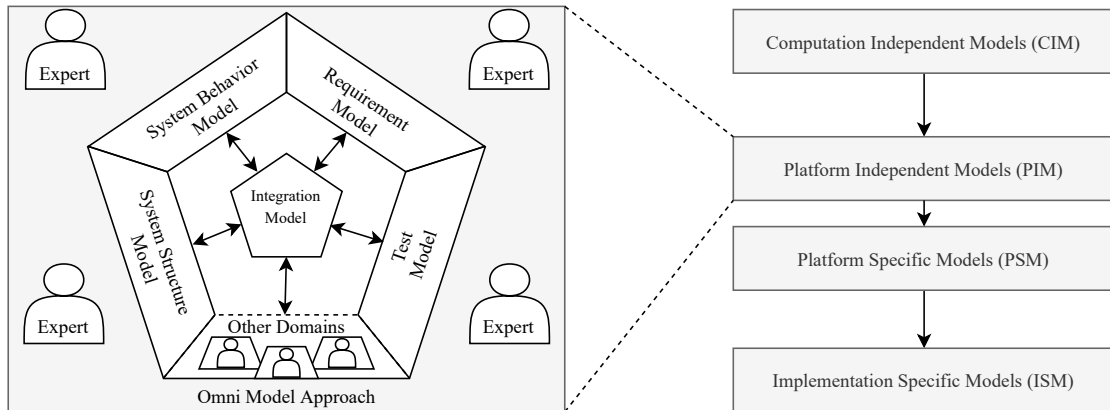 Expert
Expert
System Behavior
Model
Requirement
Model
Integration
Model
System Structure
Model
Test
Model
Expert
Expert
Other Domains
Omni Model Approach
Computation Independent Models (CIM)
Platform Independent Models (PIM)
Platform Specific Models (PSM)
Implementation Specific Models (ISM)